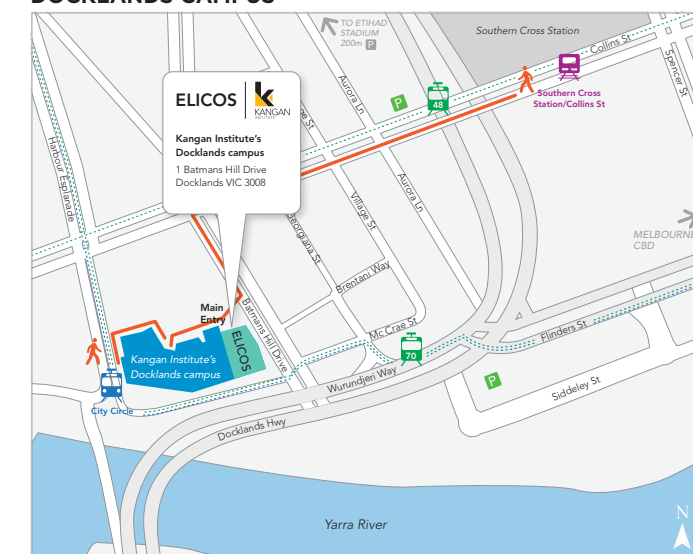 DOCKLANDS CAMPUS
TO ETIHAD
STADIUM
200m P
Southern Cross Station
Collins St
Spencer St
Aurora Ln
P
48
Southern Cross
Station/Collins St
ELICOS
KANGAN
INSTITUTE
Kangan Institute's
Docklands campus
1 Batmans Hill Drive
Docklands VIC 3008
Harbour Esplanade
Aurora Ln
Village St
Georgiana St
MELBOURNE
CBD
Brentani Way
Main
Entry
Batmans Hill Drive
Mc Crae St
70
Flinders St
ELICOS
Kangan Institute's
Docklands campus
City Circle
Wurundjeri Way
P
Siddeley St
Docklands Hwy
Yarra River
N